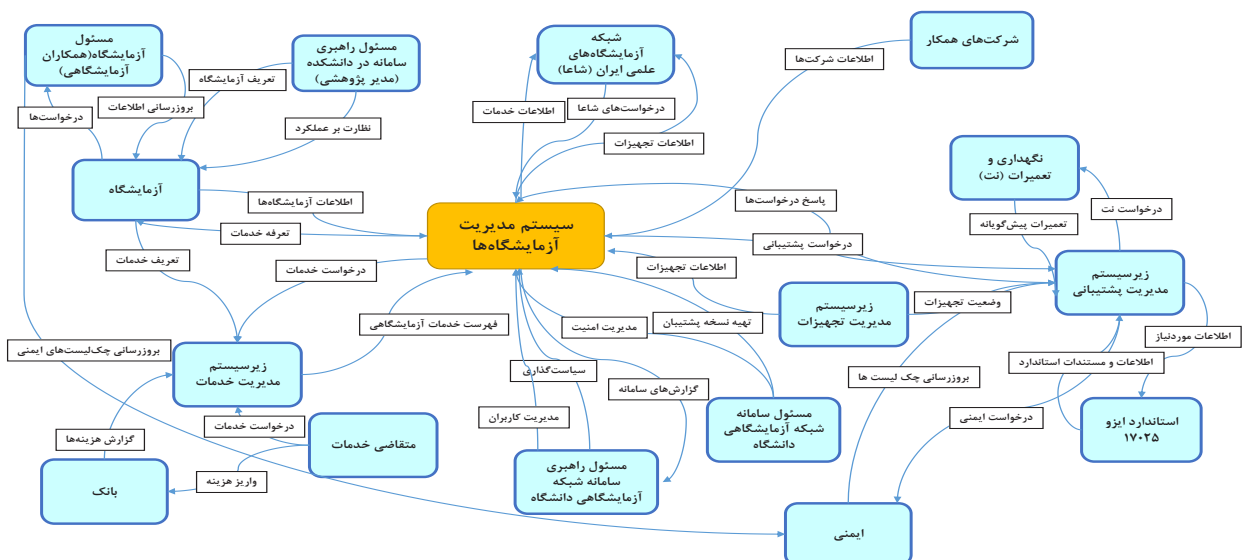 مسئول
آزمایشگاه(همکاران
آزمایشگاهی)
مسئول راهبری
سامانه در دانشکده
(مدیر پژوهشی)
شبکه
آزمایشگاه‌های
علمی ایران (شاعا)
شرکت‌های همکار
اطلاعات شرکت‌ها
تعریف آزمایشگاه
بروزرسانی اطلاعات
درخواست‌ها
نظارت بر عملکرد
اطلاعات خدمات
درخواست‌های شاعا
اطلاعات تجهیزات
نگهداری و
تعمیرات (نت)
آزمایشگاه
اطلاعات آزمایشگاه‌ها
تعرفه خدمات
سیستم مدیریت
آزمایشگاه‌ها
پاسخ درخواست‌ها
درخواست پشتیبانی
تعمیرات پیش‌گویانه
درخواست نت
تعریف خدمات
درخواست خدمات
اطلاعات تجهیزات
زیرسیستم
مدیریت تجهیزات
وضعیت تجهیزات
زیرسیستم
مدیریت پشتیبانی
فهرست خدمات آزمایشگاهی
مدیریت امنیت
تهیه نسخه پشتیبان
اطلاعات موردنیاز
بروزرسانی چک‌لیست‌های ایمنی
زیرسیستم
مدیریت خدمات
سیاست‌گذاری
گزارش‌های سامانه
بروزرسانی چک لیست ها
اطلاعات و مستندات استاندارد
مدیریت کاربران
مسئول سامانه
شبکه آزمایشگاهی
دانشگاه
درخواست ایمنی
استاندارد ایزو
۱۷۰۲۵
گزارش هزینه‌ها
درخواست خدمات
متقاضی خدمات
واریز هزینه
بانک
مسئول راهبری
سامانه شبکه
آزمایشگاهی دانشگاه
ایمنی